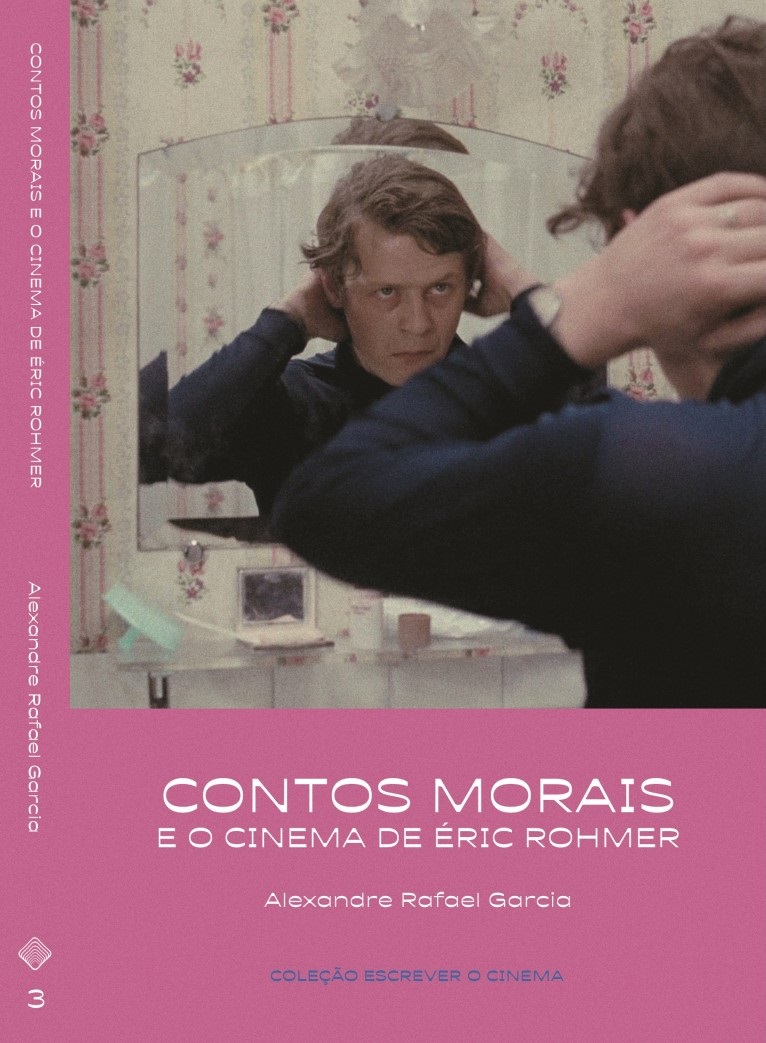 CONTOS MORAIS E O CINEMA DE ÉRIC ROHMER
Alexandre Rafael Garcia
3
CONTOS MORAIS
E O CINEMA DE ÉRIC ROHMER
Alexandre Rafael Garcia
COLEÇÃO ESCREVER O CINEMA